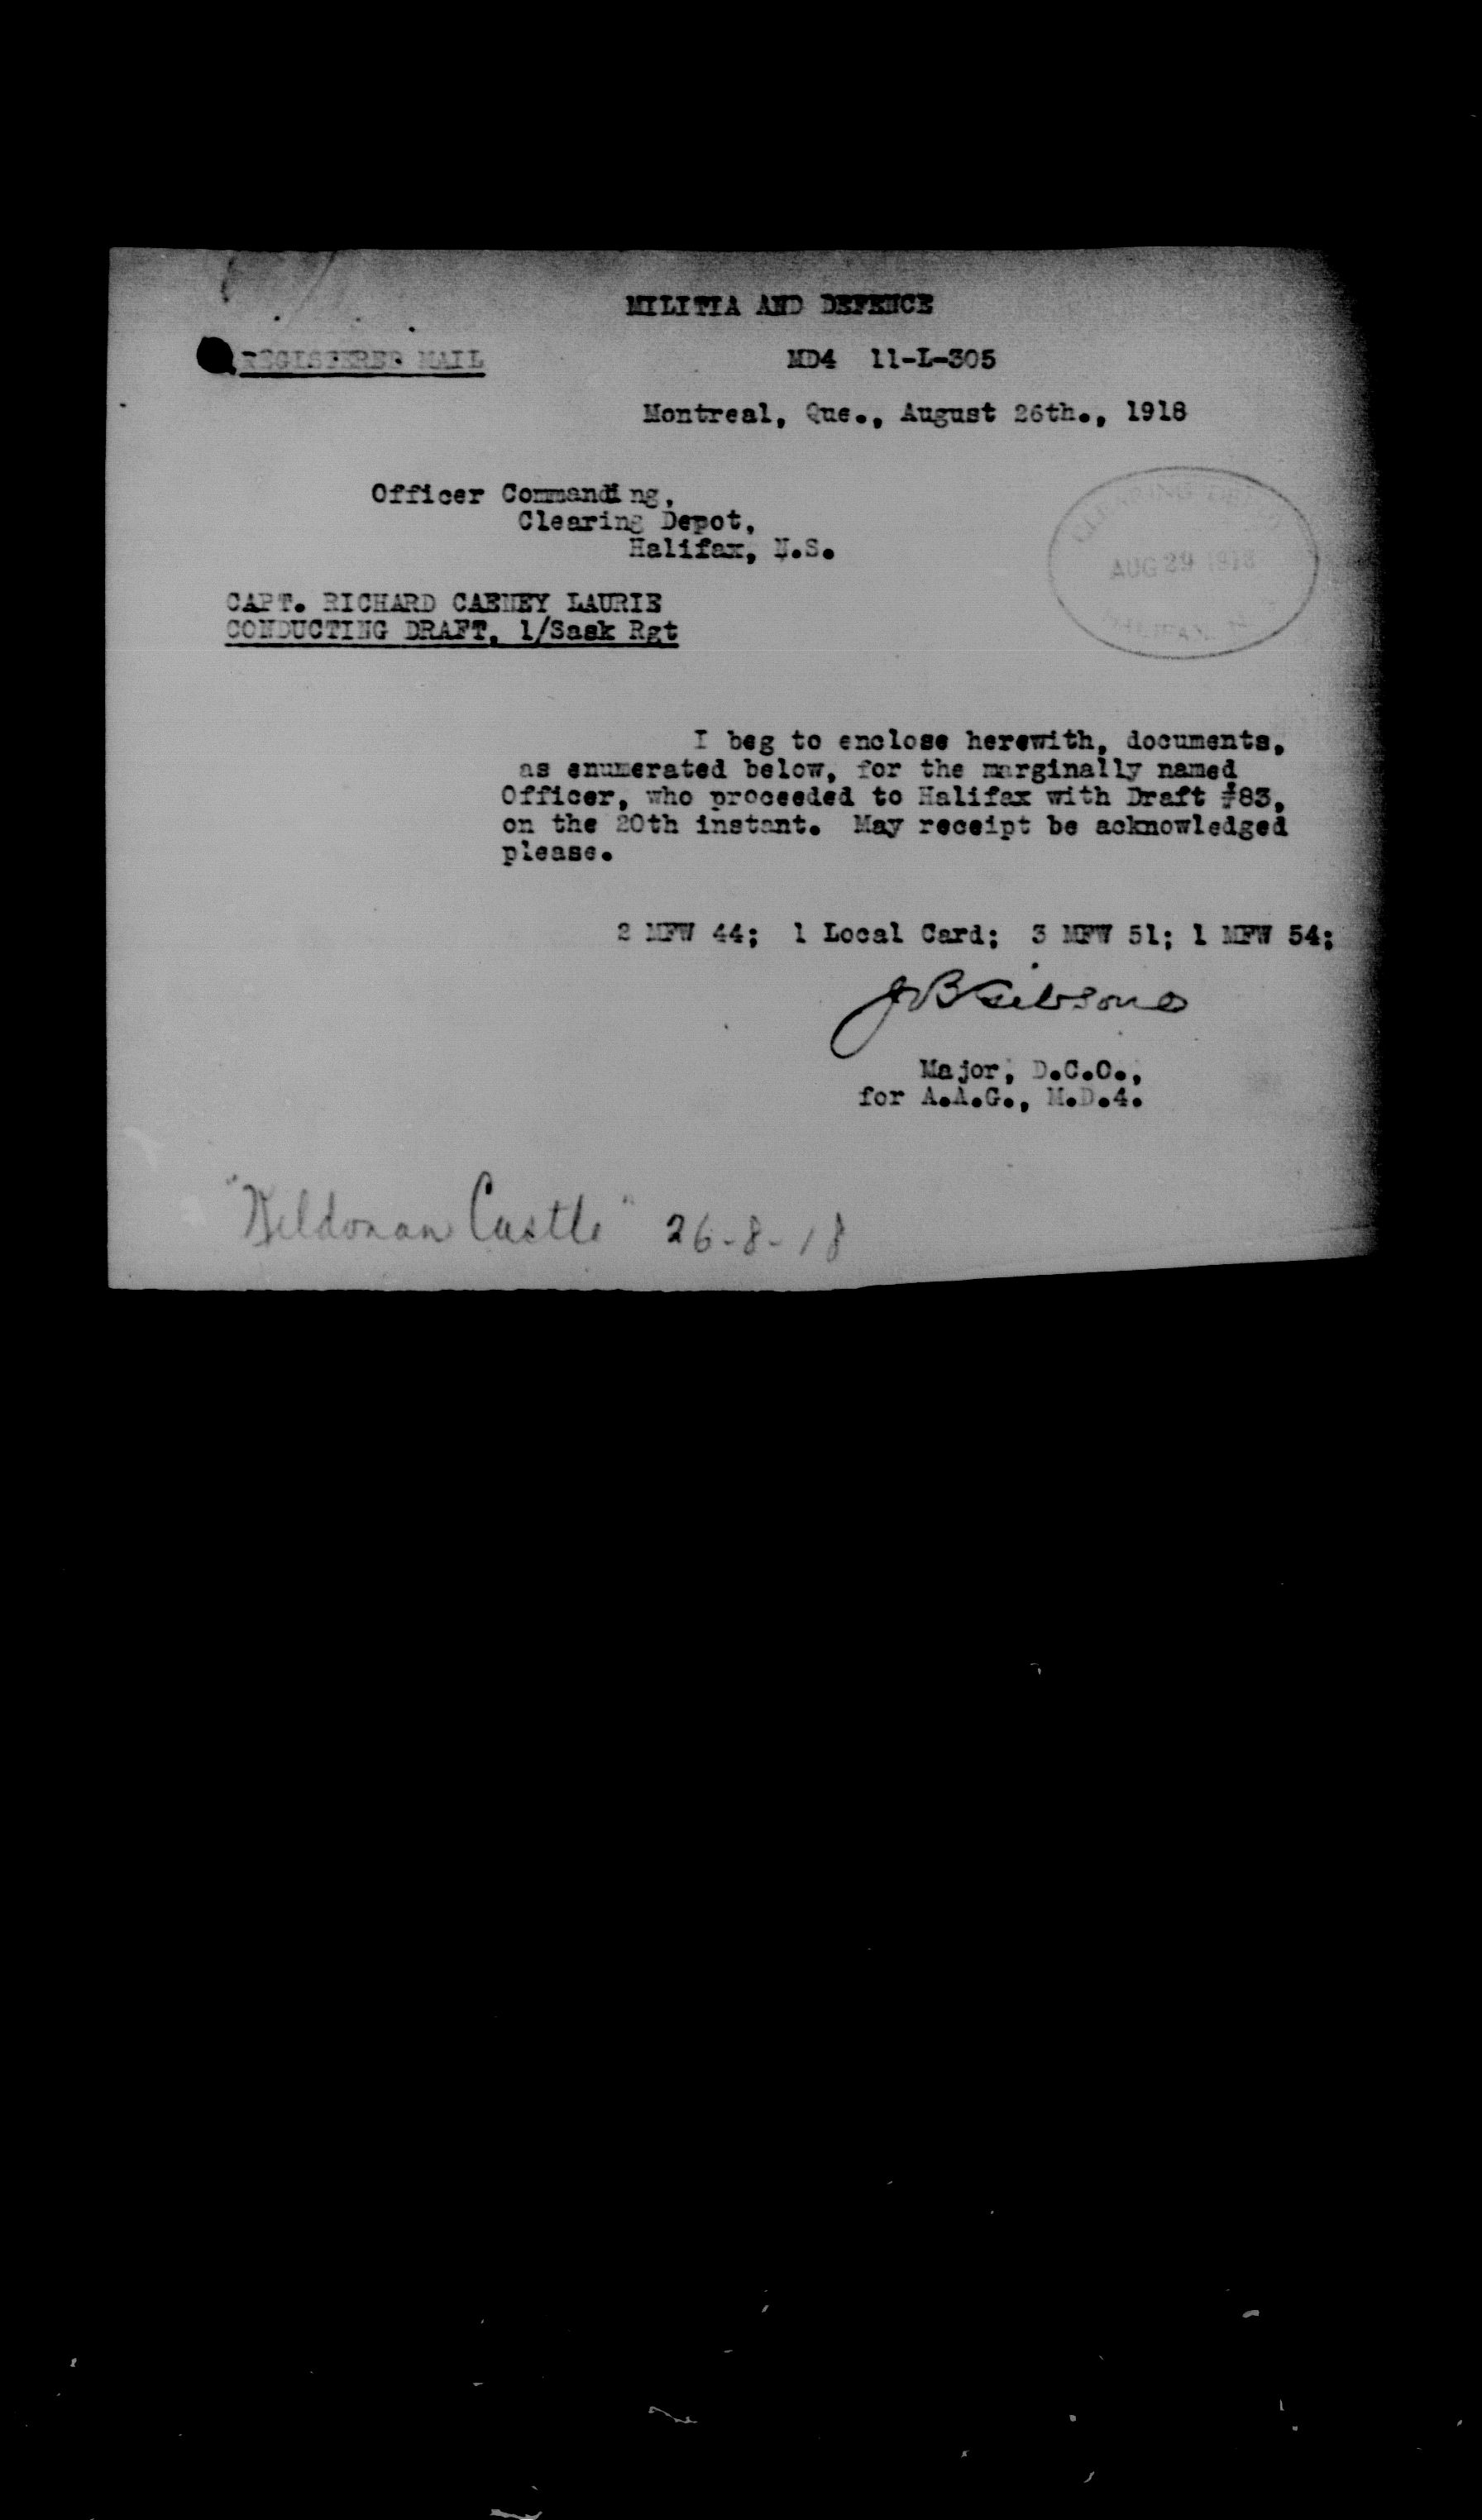 MILITIA AND DEFENCE
REGISTERED MAIL
MD4 11-L-305
Montreal, Que., August 26th., 1918
Officer Commanding,
Clearing Depot,
Halifax, N.S.
CLEARING DEPOT
AUG 29 1918
HALIFAX, N.
CAPT. RICHARD CARNEY LAURIE
CONDUCTING DRAFT, 1/Sask Rgt
I beg to enclose herewith, documents,
as enumerated below, for the marginally named
Officer, who proceeded to Halifax with Draft #83,
on the 20th instant. May receipt be acknowledged
please.
2 MFW 44; 1 Local Card; 3 MFW 51; 1 MFW 54;
J B Gibsone
Major, D.C.O.,
for A.A.G., M.D.4.
"Kildonan Castle" 26-8-18